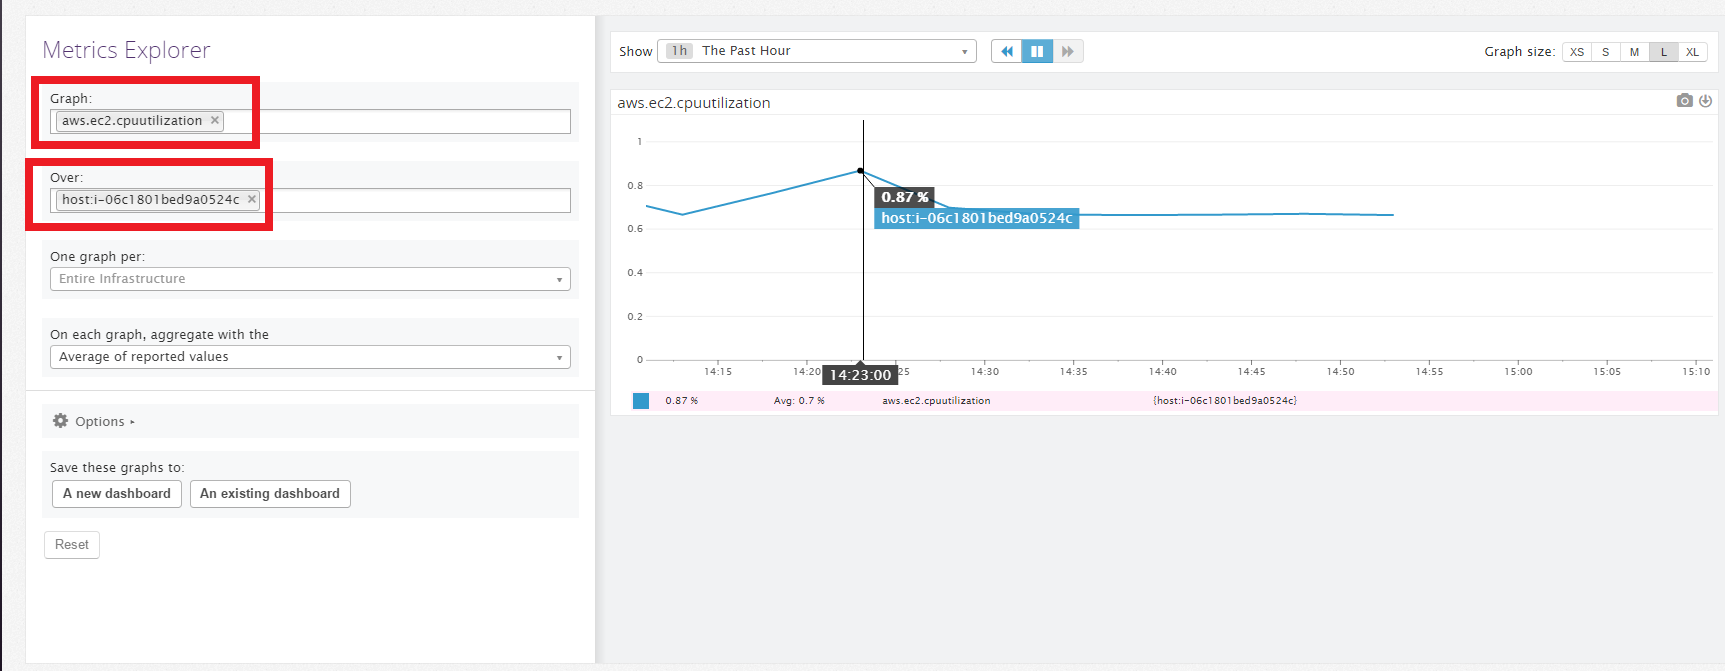 Metrics Explorer
Graph:
aws.ec2.cpuutilization ×
Over:
host:i-06c1801bed9a0524c ×
One graph per:
Entire Infrastructure
On each graph, aggregate with the
Average of reported values
Options ▸
Save these graphs to:
A new dashboard An existing dashboard
Reset
Show 1h The Past Hour Graph size: XS S M L XL
aws.ec2.cpuutilization
1
0.8
0.87 %
host:i-06c1801bed9a0524c
0.6
0.4
0.2
0
14:15 14:20 25 14:30 14:35 14:40 14:45 14:50 14:55 15:00 15:05 15:10
14:23:00
0.87 % Avg: 0.7 % aws.ec2.cpuutilization {host:i-06c1801bed9a0524c}